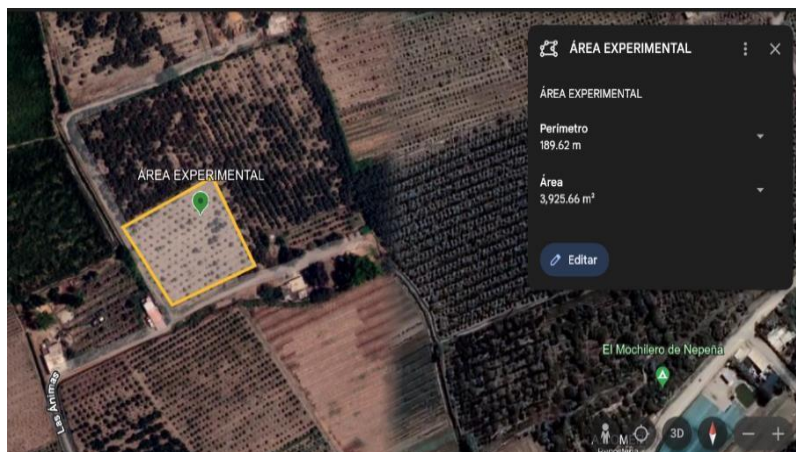 ÁREA EXPERIMENTAL
ÁREA EXPERIMENTAL
Perímetro
189.62 m
Área
3,925.66 m²
Editar
ÁREA EXPERIMENTAL
El Mochilero de Nepeña
Las Ánimas
3D